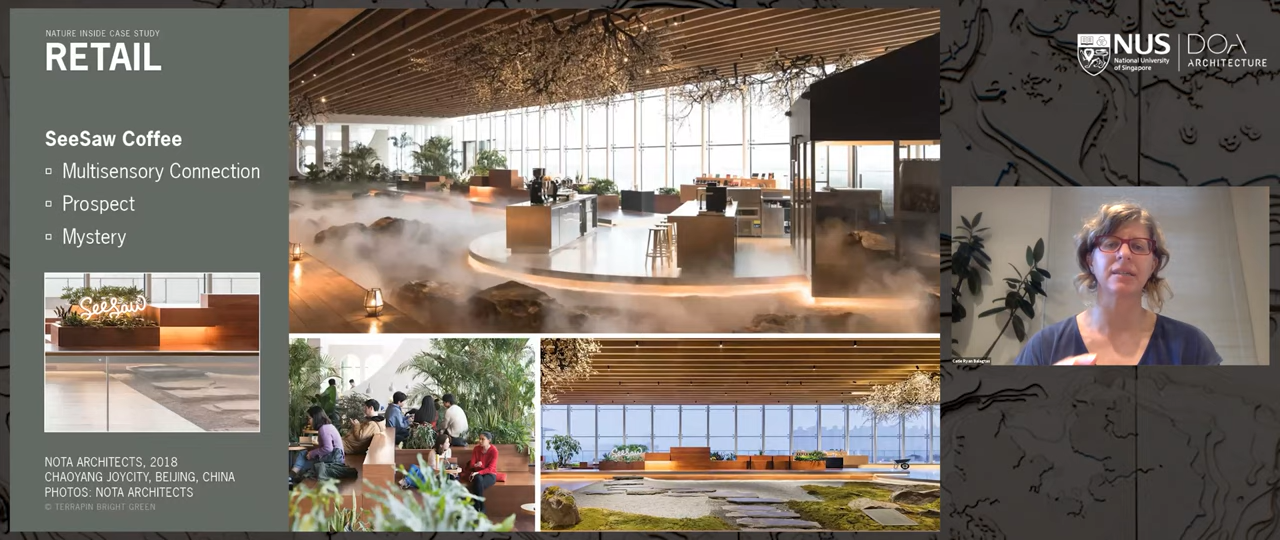 NATURE INSIDE CASE STUDY
RETAIL
SeeSaw Coffee
Multisensory Connection
Prospect
Mystery
SeeSaw
SeeSaw
NOTA ARCHITECTS, 2018
CHAOYANG JOYCITY, BEIJING, CHINA
PHOTOS: NOTA ARCHITECTS
© TERRAPIN BRIGHT GREEN
NUS
National University
of Singapore
DOA
ARCHITECTURE